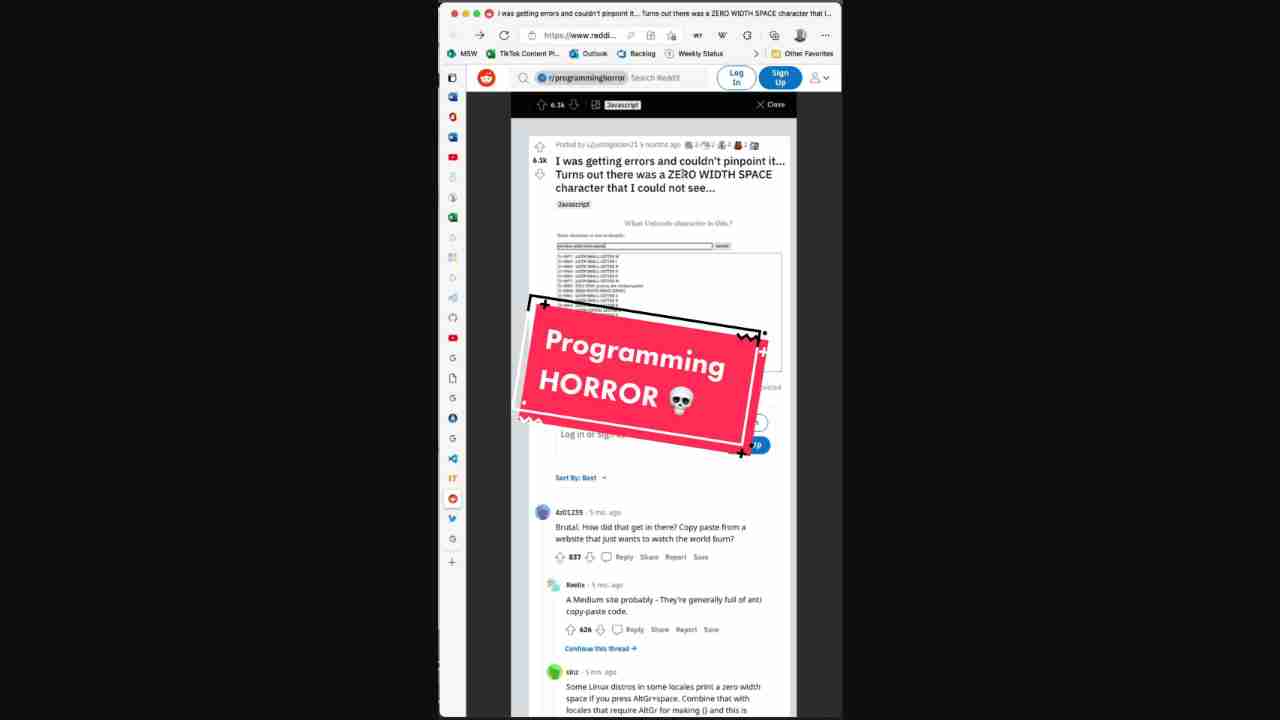 I was getting errors and couldn't pinpoint it... Turns out there was a ZERO WIDTH SPACE character that I...
https://www.reddi...
MSW TikTok Content Pl... Outlook Backlog Weekly Status Other Favorites
r/programminghorror Search Reddit Log In Sign Up
6.1k Javascript Close
5 months ago
6.1k
I was getting errors and couldn't pinpoint it...
Turns out there was a ZERO WIDTH SPACE
character that I could not see...
Javascript
What Unicode character is this?
Programming
HORROR 💀
Log in or
Sort By: Best
4z01235 · 5 mo. ago
Brutal. How did that get in there? Copy paste from a
website that just wants to watch the world burn?
837 Reply Share Report Save
5 mo. ago
A Medium site probably - They're generally full of anti
copy-paste code.
626 Reply Share Report Save
Continue this thread →
5 mo. ago
Some Linux distros in some locales print a zero width
space if you press AltGr+space. Combine that with
locales that require AltGr for making {} and this is